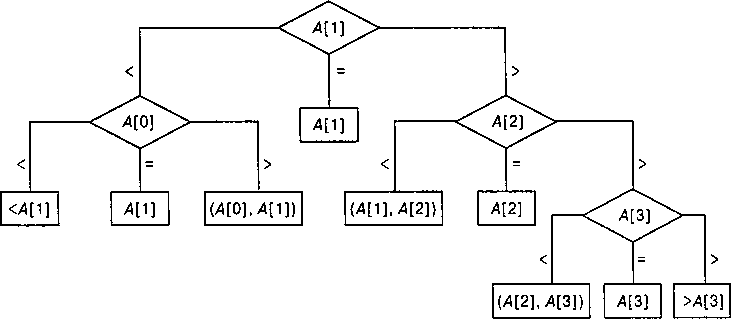 A[1]
< = >
A[0] A[1] A[2]
< = > < = >
<A[1] A[1] (A[0], A[1]) (A[1], A[2]) A[2] A[3]
< = >
(A[2], A[3]) A[3] >A[3]